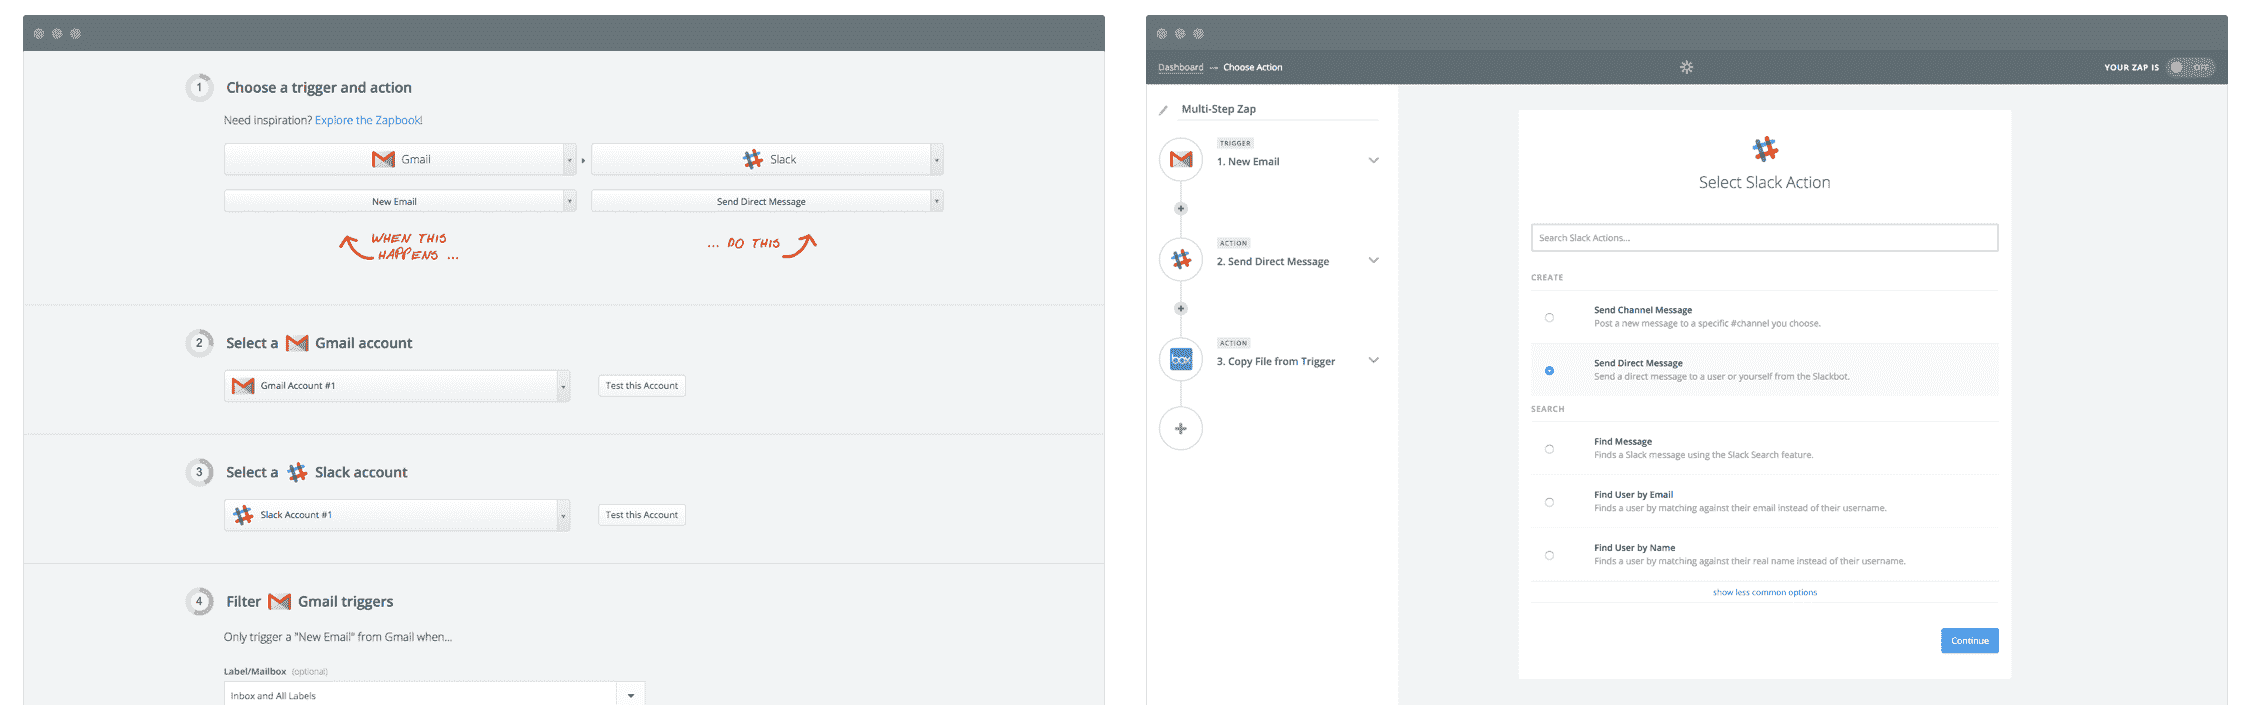 1 Choose a trigger and action
Need inspiration? Explore the Zapbook!
Gmail
Slack
New Email
Send Direct Message
WHEN THIS
HAPPENS ...
... DO THIS
2 Select a Gmail account
Gmail Account #1
Test this Account
3 Select a Slack account
Slack Account #1
Test this Account
4 Filter Gmail triggers
Only trigger a "New Email" from Gmail when...
Label/Mailbox (optional)
Inbox and All Labels
Dashboard → Choose Action
YOUR ZAP IS OFF
Multi-Step Zap
TRIGGER
1. New Email
ACTION
2. Send Direct Message
ACTION
box
3. Copy File from Trigger
Select Slack Action
Search Slack Actions...
CREATE
Send Channel Message
Post a new message to a specific #channel you choose.
Send Direct Message
Send a direct message to a user or yourself from the Slackbot.
SEARCH
Find Message
Finds a Slack message using the Slack Search feature.
Find User by Email
Finds a user by matching against their email instead of their username.
Find User by Name
Finds a user by matching against their real name instead of their username.
show less common options
Continue